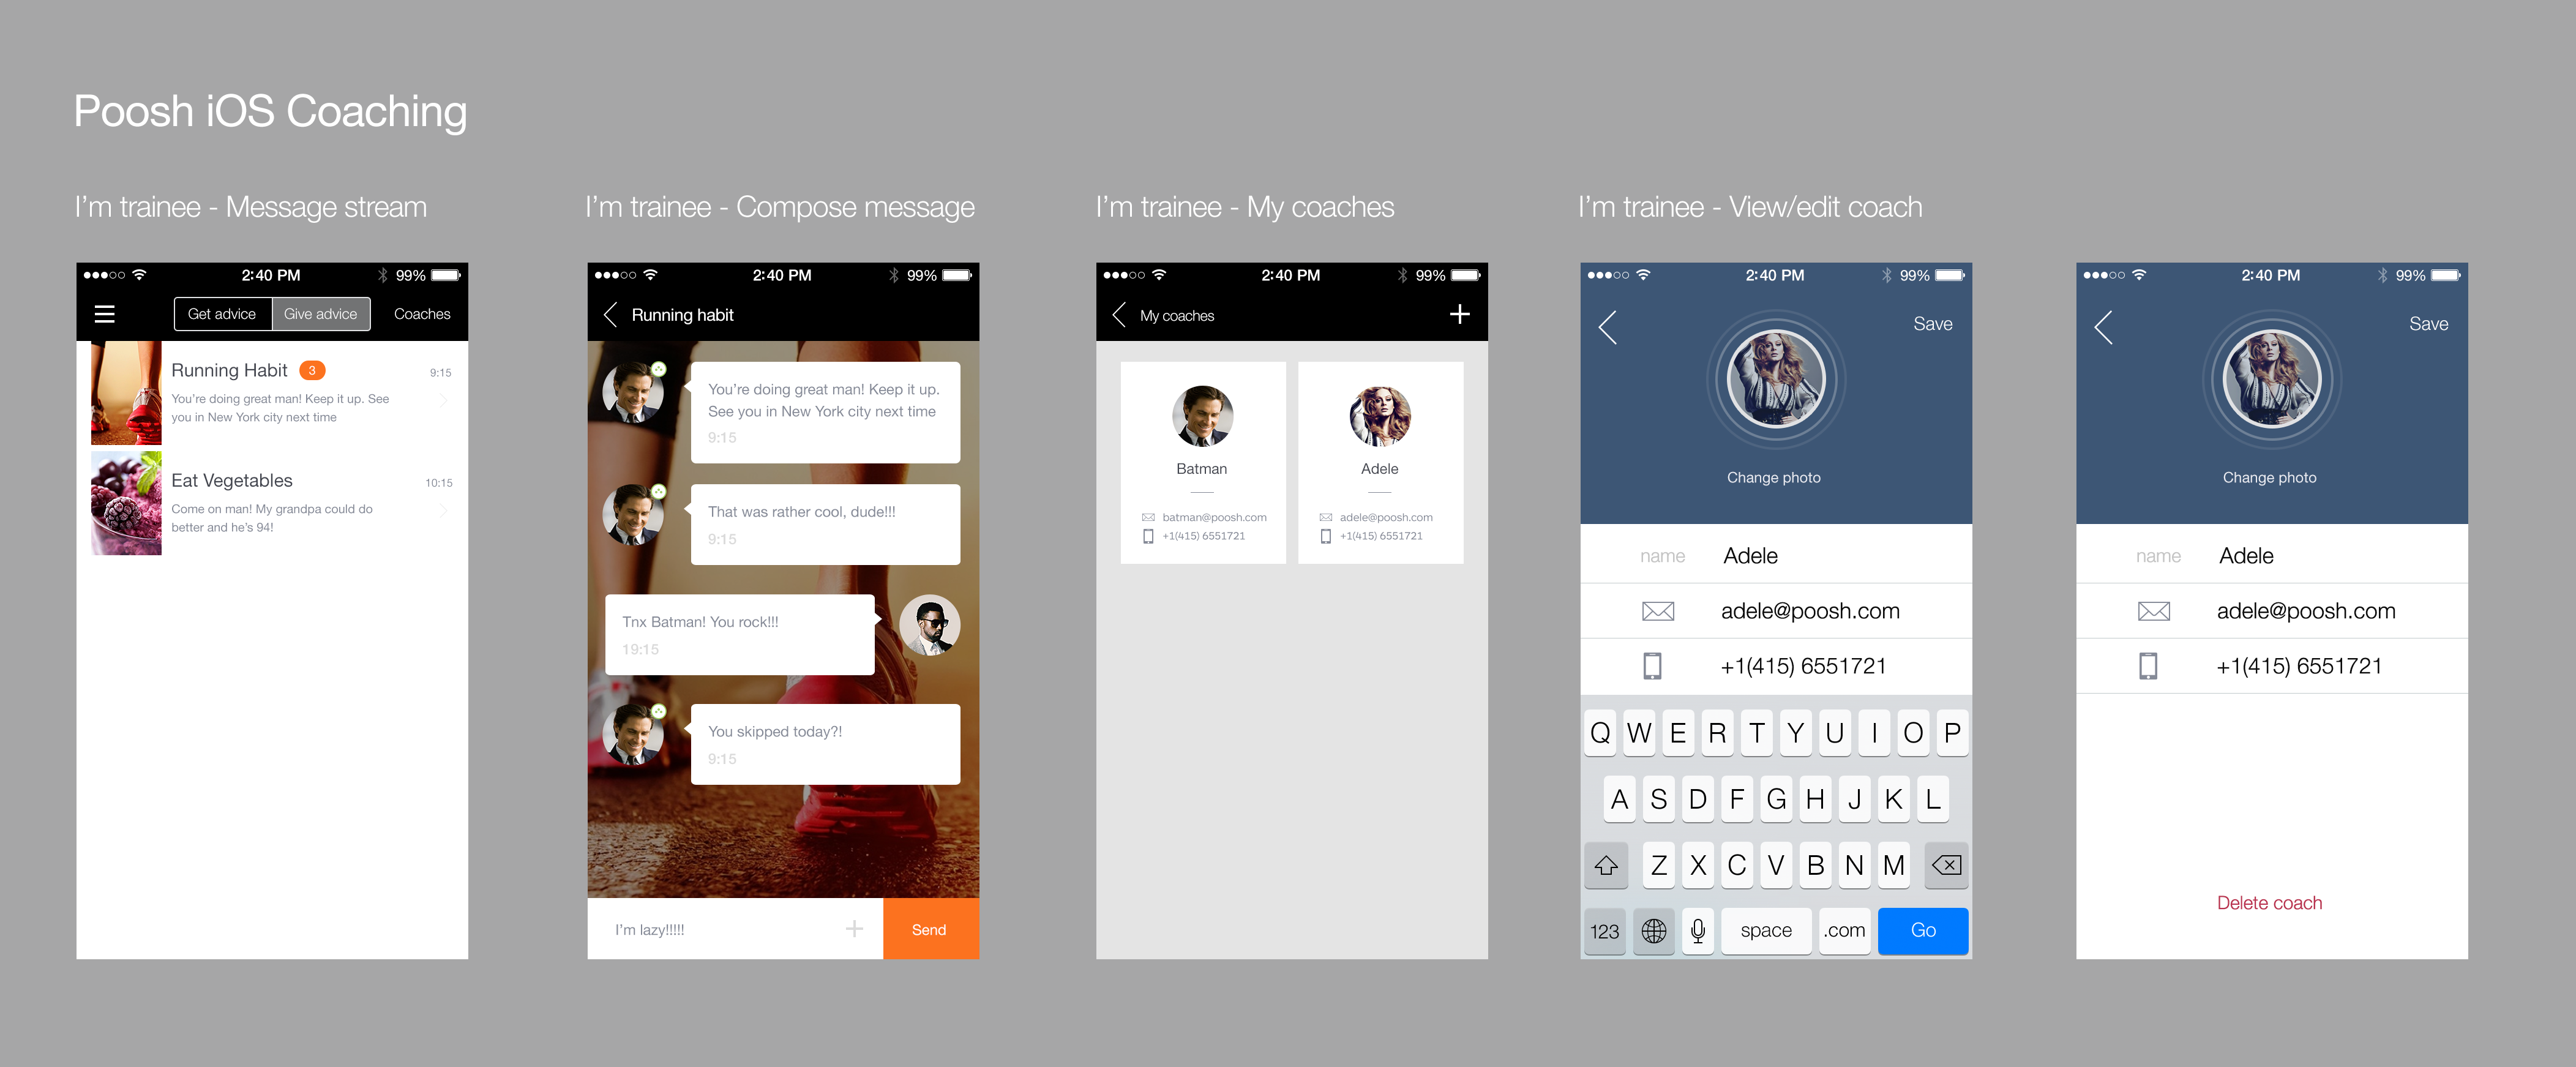 Poosh iOS Coaching
I'm trainee - Message stream
2:40 PM
99%
Get advice
Give advice
Coaches
Running Habit
3
9:15
You're doing great man! Keep it up. See
you in New York city next time
Eat Vegetables
10:15
Come on man! My grandpa could do
better and he's 94!
I'm trainee - Compose message
2:40 PM
99%
Running habit
You're doing great man! Keep it up.
See you in New York city next time
9:15
That was rather cool, dude!!!
9:15
Tnx Batman! You rock!!!
19:15
You skipped today?!
9:15
I'm lazy!!!!!
Send
I'm trainee - My coaches
2:40 PM
99%
My coaches
Batman
batman@poosh.com
+1(415) 6551721
Adele
adele@poosh.com
+1(415) 6551721
I'm trainee - View/edit coach
2:40 PM
99%
Save
Change photo
name Adele
adele@poosh.com
+1(415) 6551721
Q W E R T Y U I O P
A S D F G H J K L
Z X C V B N M
123 space .com Go
2:40 PM
99%
Save
Change photo
name Adele
adele@poosh.com
+1(415) 6551721
Delete coach